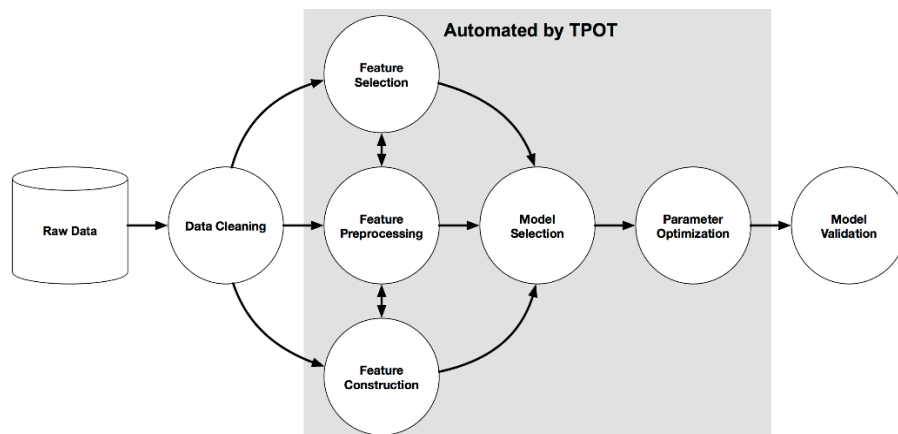 Automated by TPOT
Feature
Selection
Raw Data
Data Cleaning
Feature
Preprocessing
Model
Selection
Parameter
Optimization
Model
Validation
Feature
Construction